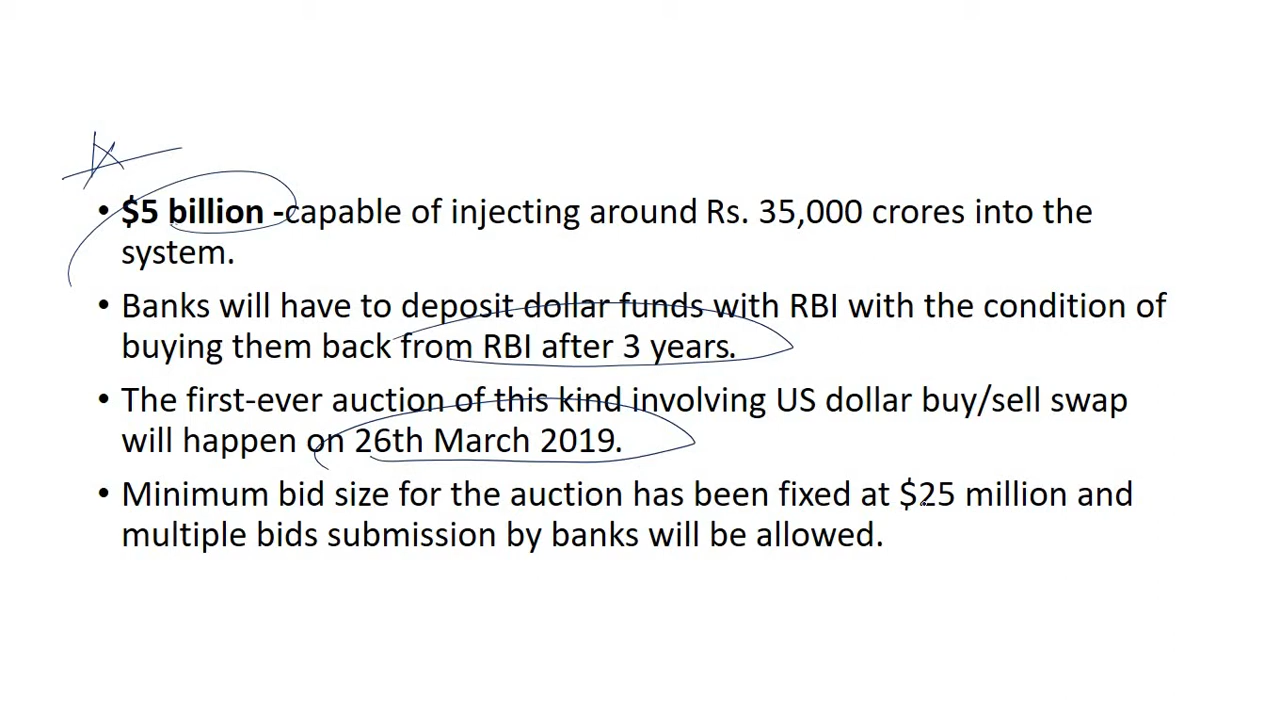 • $5 billion -capable of injecting around Rs. 35,000 crores into the
system.
• Banks will have to deposit dollar funds with RBI with the condition of
buying them back from RBI after 3 years.
• The first-ever auction of this kind involving US dollar buy/sell swap
will happen on 26th March 2019.
• Minimum bid size for the auction has been fixed at $25 million and
multiple bids submission by banks will be allowed.